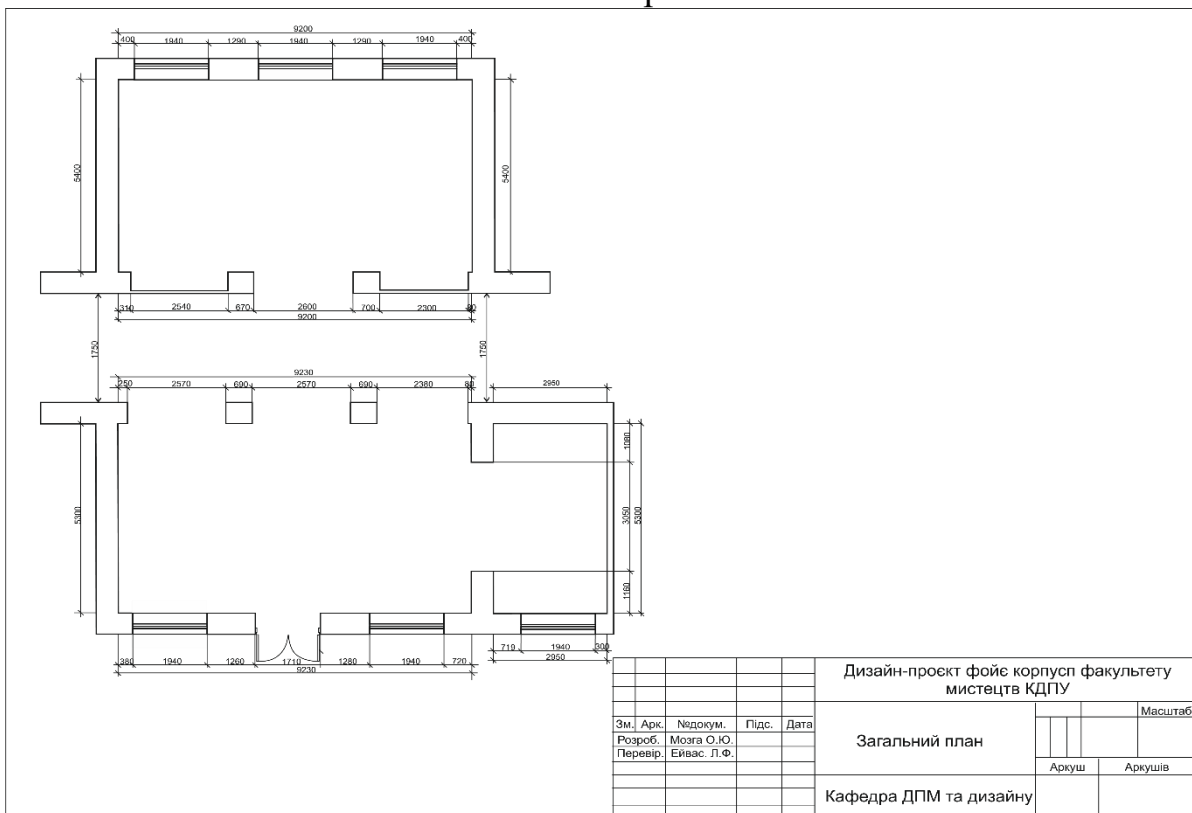 9200
400 1940 1290 1940 1290 1940 400
5400 5400
310 2540 670 2600 700 2300 80
9200
1750 1750
9230
250 2570 690 2570 690 2380 80 2950
1080
5300 3050 5300
1160
380 1940 1260 1710 1280 1940 720 719 1940 300
9230 2950
Дизайн-проєкт фойє корпусп факультету
мистецтв КДПУ
Масштаб
Зм. Арк. №докум. Підс. Дата
Розроб. Мозга О.Ю.
Загальний план
Перевір. Ейвас. Л.Ф.
Аркуш Аркушів
Кафедра ДПМ та дизайну